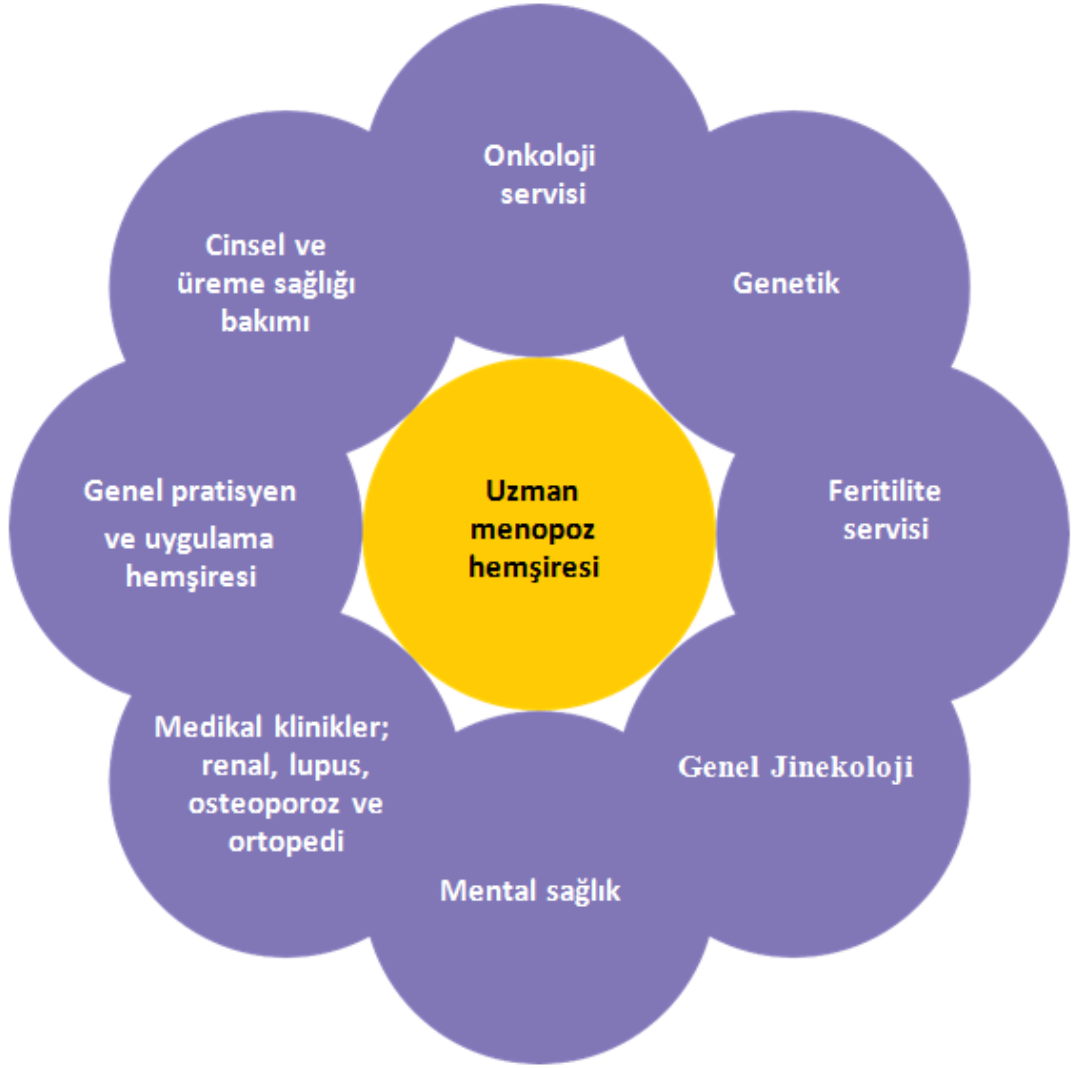 Onkoloji
servisi
Cinsel ve
üreme sağlığı
bakımı
Genetik
Genel pratisyen
ve uygulama
hemşiresi
Uzman
menopoz
hemşiresi
Feritilite
servisi
Medikal klinikler;
renal, lupus,
osteoporoz ve
ortopedi
Genel Jinekoloji
Mental sağlık